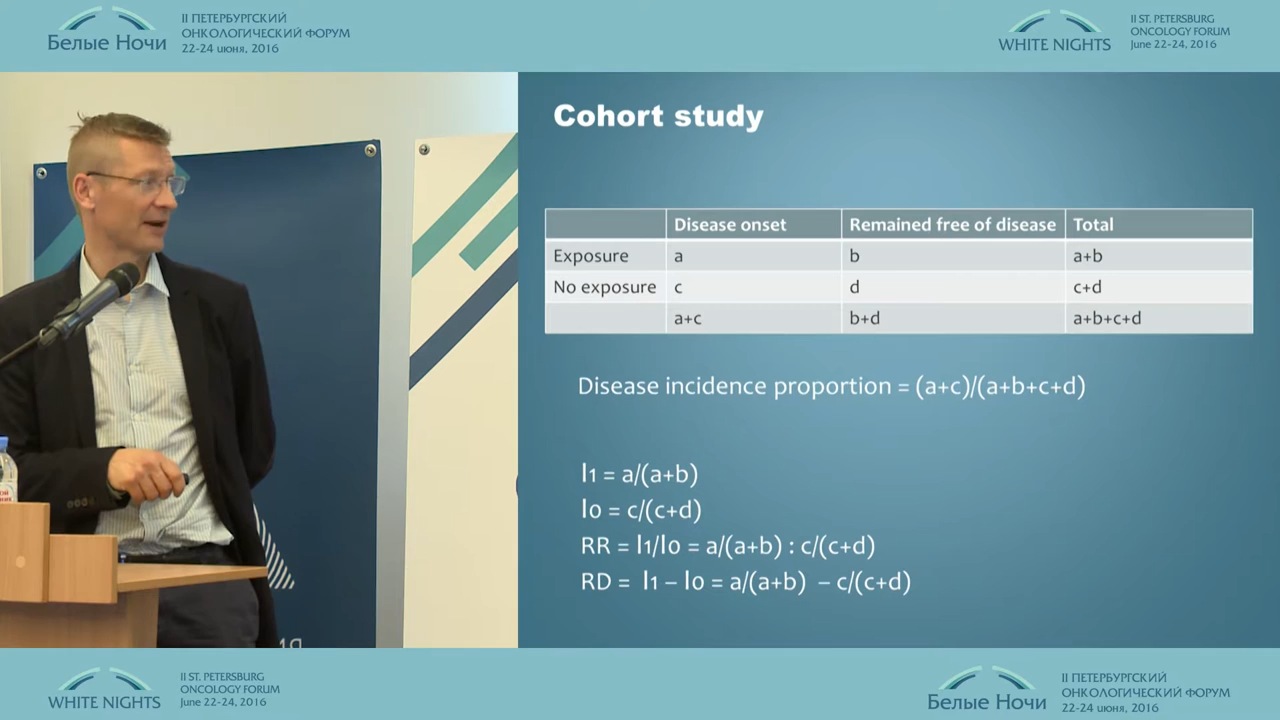 II ПЕТЕРБУРГСКИЙ
ОНКОЛОГИЧЕСКИЙ ФОРУМ
Белые Ночи
22-24 июня, 2016
II ST. PETERSBURG
ONCOLOGY FORUM
WHITE NIGHTS
June 22-24, 2016
Cohort study
Disease onset Remained free of disease Total
Exposure a b a+b
No exposure c d c+d
a+c b+d a+b+c+d
Disease incidence proportion = (a+c)/(a+b+c+d)
I1 = a/(a+b)
I0 = c/(c+d)
RR = I1/I0 = a/(a+b) : c/(c+d)
RD = I1 – I0 = a/(a+b) – c/(c+d)
II ST. PETERSBURG
ONCOLOGY FORUM
WHITE NIGHTS
June 22-24, 2016
II ПЕТЕРБУРГСКИЙ
ОНКОЛОГИЧЕСКИЙ ФОРУМ
Белые Ночи
22-24 июня, 2016